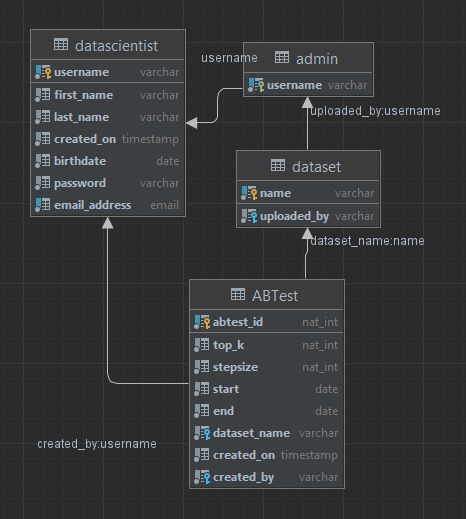 datascientist
username varchar
first_name varchar
last_name varchar
created_on timestamp
birthdate date
password varchar
email_address email
username
admin
username varchar
uploaded_by:username
dataset
name varchar
uploaded_by varchar
dataset_name:name
ABTest
abtest_id nat_int
top_k nat_int
stepsize nat_int
start date
end date
dataset_name varchar
created_on timestamp
created_by varchar
created_by:username